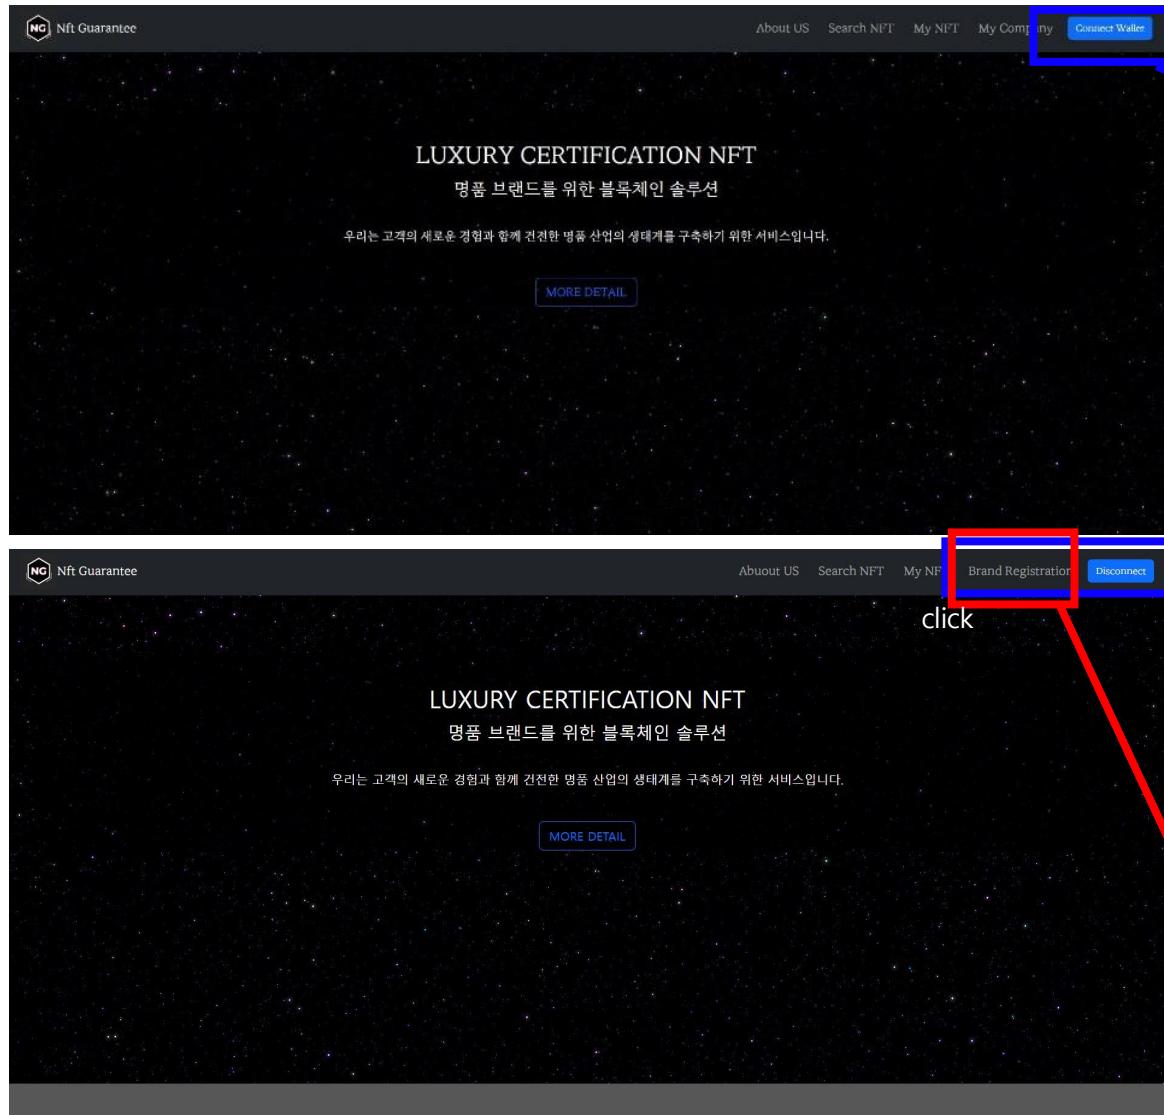 NG Nft Guarantee About US Search NFT My NFT My Company Connect Wallet
LUXURY CERTIFICATION NFT
명품 브랜드를 위한 블록체인 솔루션
우리는 고객의 새로운 경험과 함께 건전한 명품 산업의 생태계를 구축하기 위한 서비스입니다.
MORE DETAIL
NG Nft Guarantee Abuout US Search NFT My NF Brand Registration Disconnect
click
LUXURY CERTIFICATION NFT
명품 브랜드를 위한 블록체인 솔루션
우리는 고객의 새로운 경험과 함께 건전한 명품 산업의 생태계를 구축하기 위한 서비스입니다.
MORE DETAIL